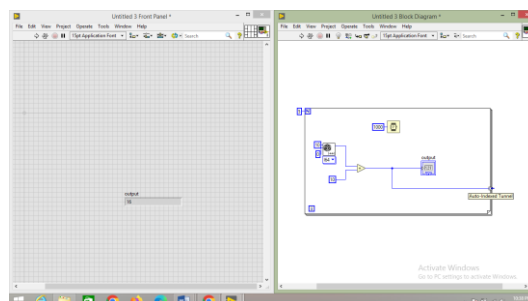 Untitled 3 Front Panel *
File Edit View Project Operate Tools Window Help
15pt Application Font
Search
output
Untitled 3 Block Diagram *
File Edit View Project Operate Tools Window Help
15pt Application Font
Search
N
1000
I64
output
Auto-Indexed Tunnel
i
Activate Windows
Go to PC settings to activate Windows.